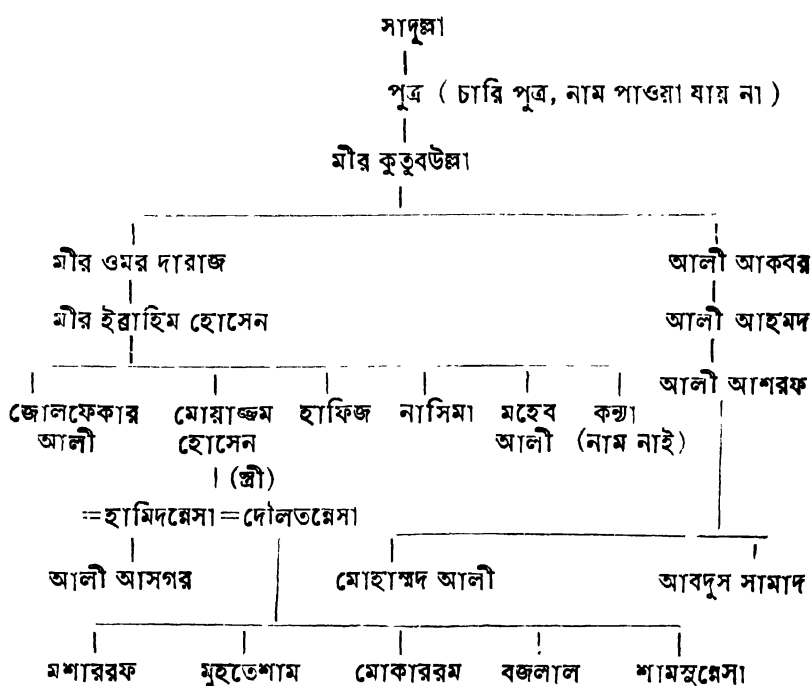 সাদুল্লা
পুত্র ( চারি পুত্র, নাম পাওয়া যায় না )
মীর কুতুবউল্লা
মীর ওমর দারাজ আলী আকবর
মীর ইব্রাহিম হোসেন আলী আহমদ
আলী আশরফ
জোলফেকার মোয়াজ্জম হাফিজ নাসিমা মহেব কন্যা
আলী হোসেন আলী (নাম নাই)
(স্ত্রী)
=হামিদন্নেসা=দৌলতন্নেসা
আলী আসগর মোহাম্মদ আলী আবদুস সামাদ
মশাররফ মুহতেশাম মোকাররম বজলাল শামসুন্নেসা